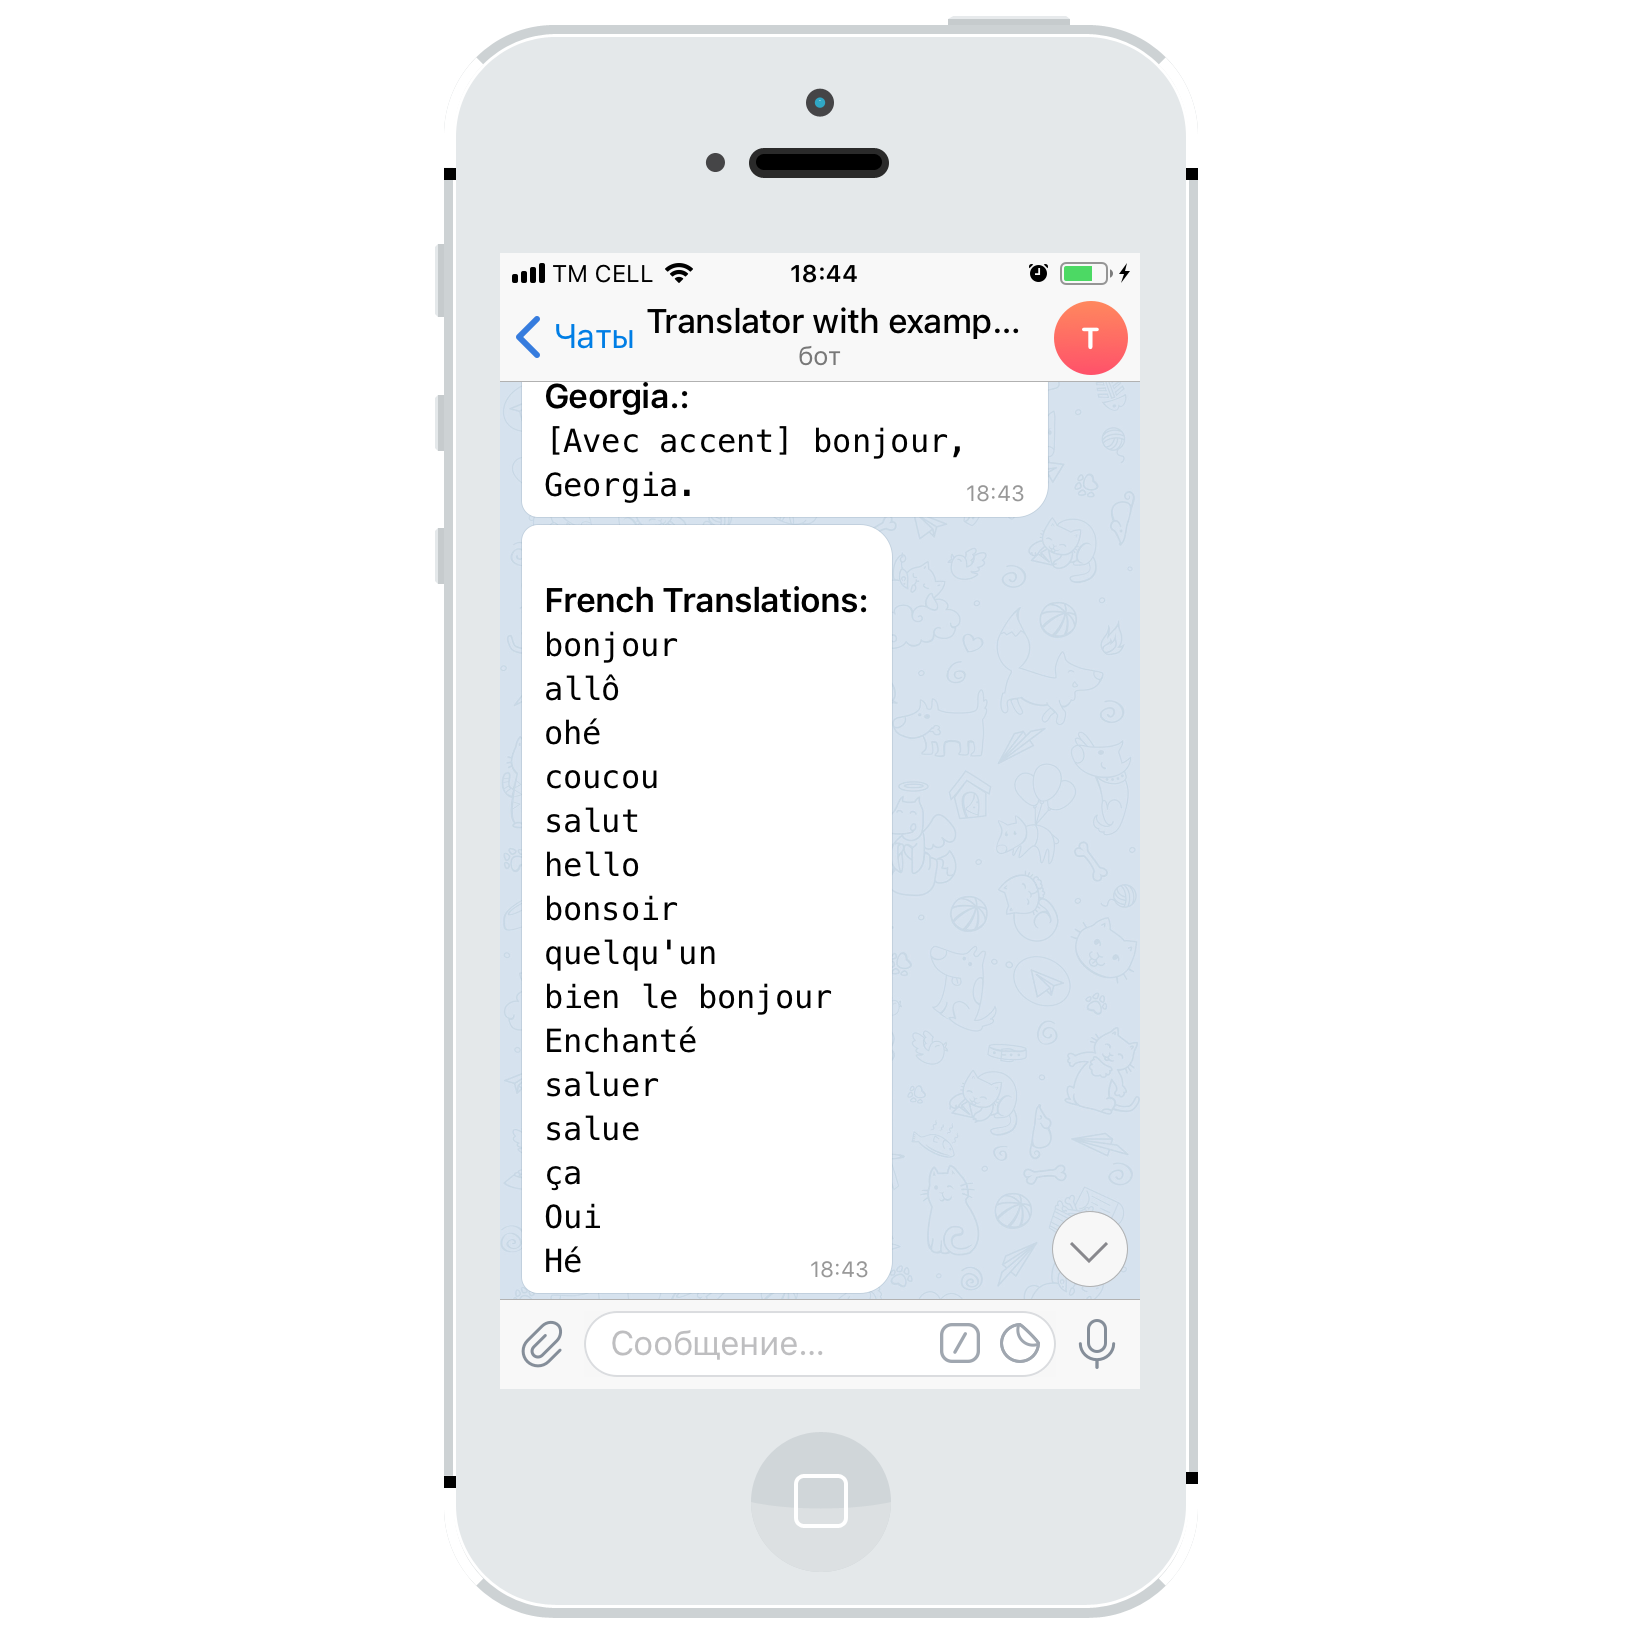 TM CELL 18:44
Чаты Translator with examp... T
бот
Georgia.:
[Avec accent] bonjour,
Georgia. 18:43
French Translations:
bonjour
allô
ohé
coucou
salut
hello
bonsoir
quelqu'un
bien le bonjour
Enchanté
saluer
salue
ça
Oui
Hé 18:43
Сообщение...